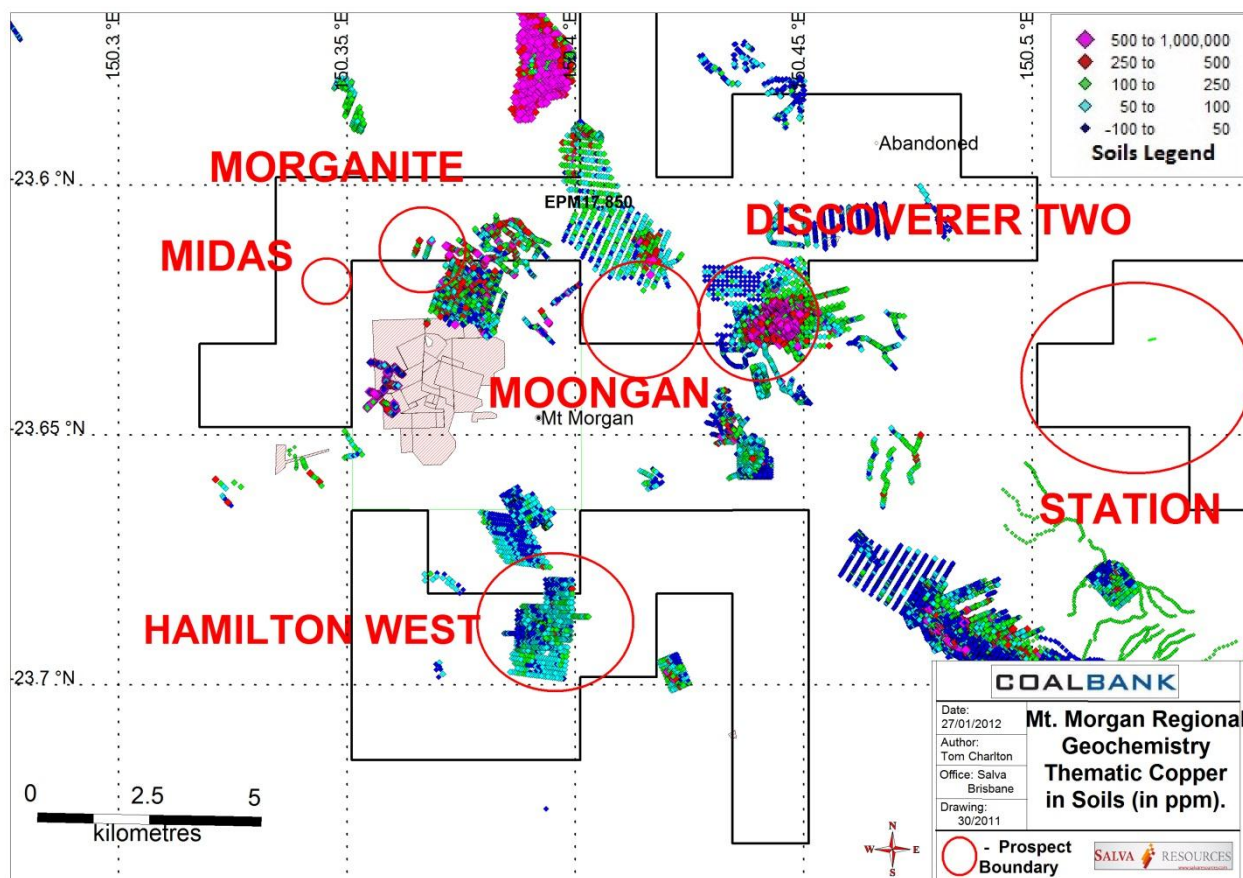 150.3 °E
150.35 °E
150.4 °E
150.45 °E
150.5 °E
500 to 1,000,000
250 to 500
100 to 250
50 to 100
-100 to 50
Soils Legend
Abandoned
-23.6 °N
MORGANITE
EPM17,850
DISCOVERER TWO
MIDAS
MOONGAN
Mt Morgan
-23.65 °N
STATION
HAMILTON WEST
-23.7 °N
COALBANK
Date:
27/01/2012
Author:
Tom Charlton
Office: Salva
Brisbane
Drawing:
30/2011
Mt. Morgan Regional
Geochemistry
Thematic Copper
in Soils (in ppm).
- Prospect
Boundary
SALVA RESOURCES
0 2.5 5
kilometres
N
W E
S